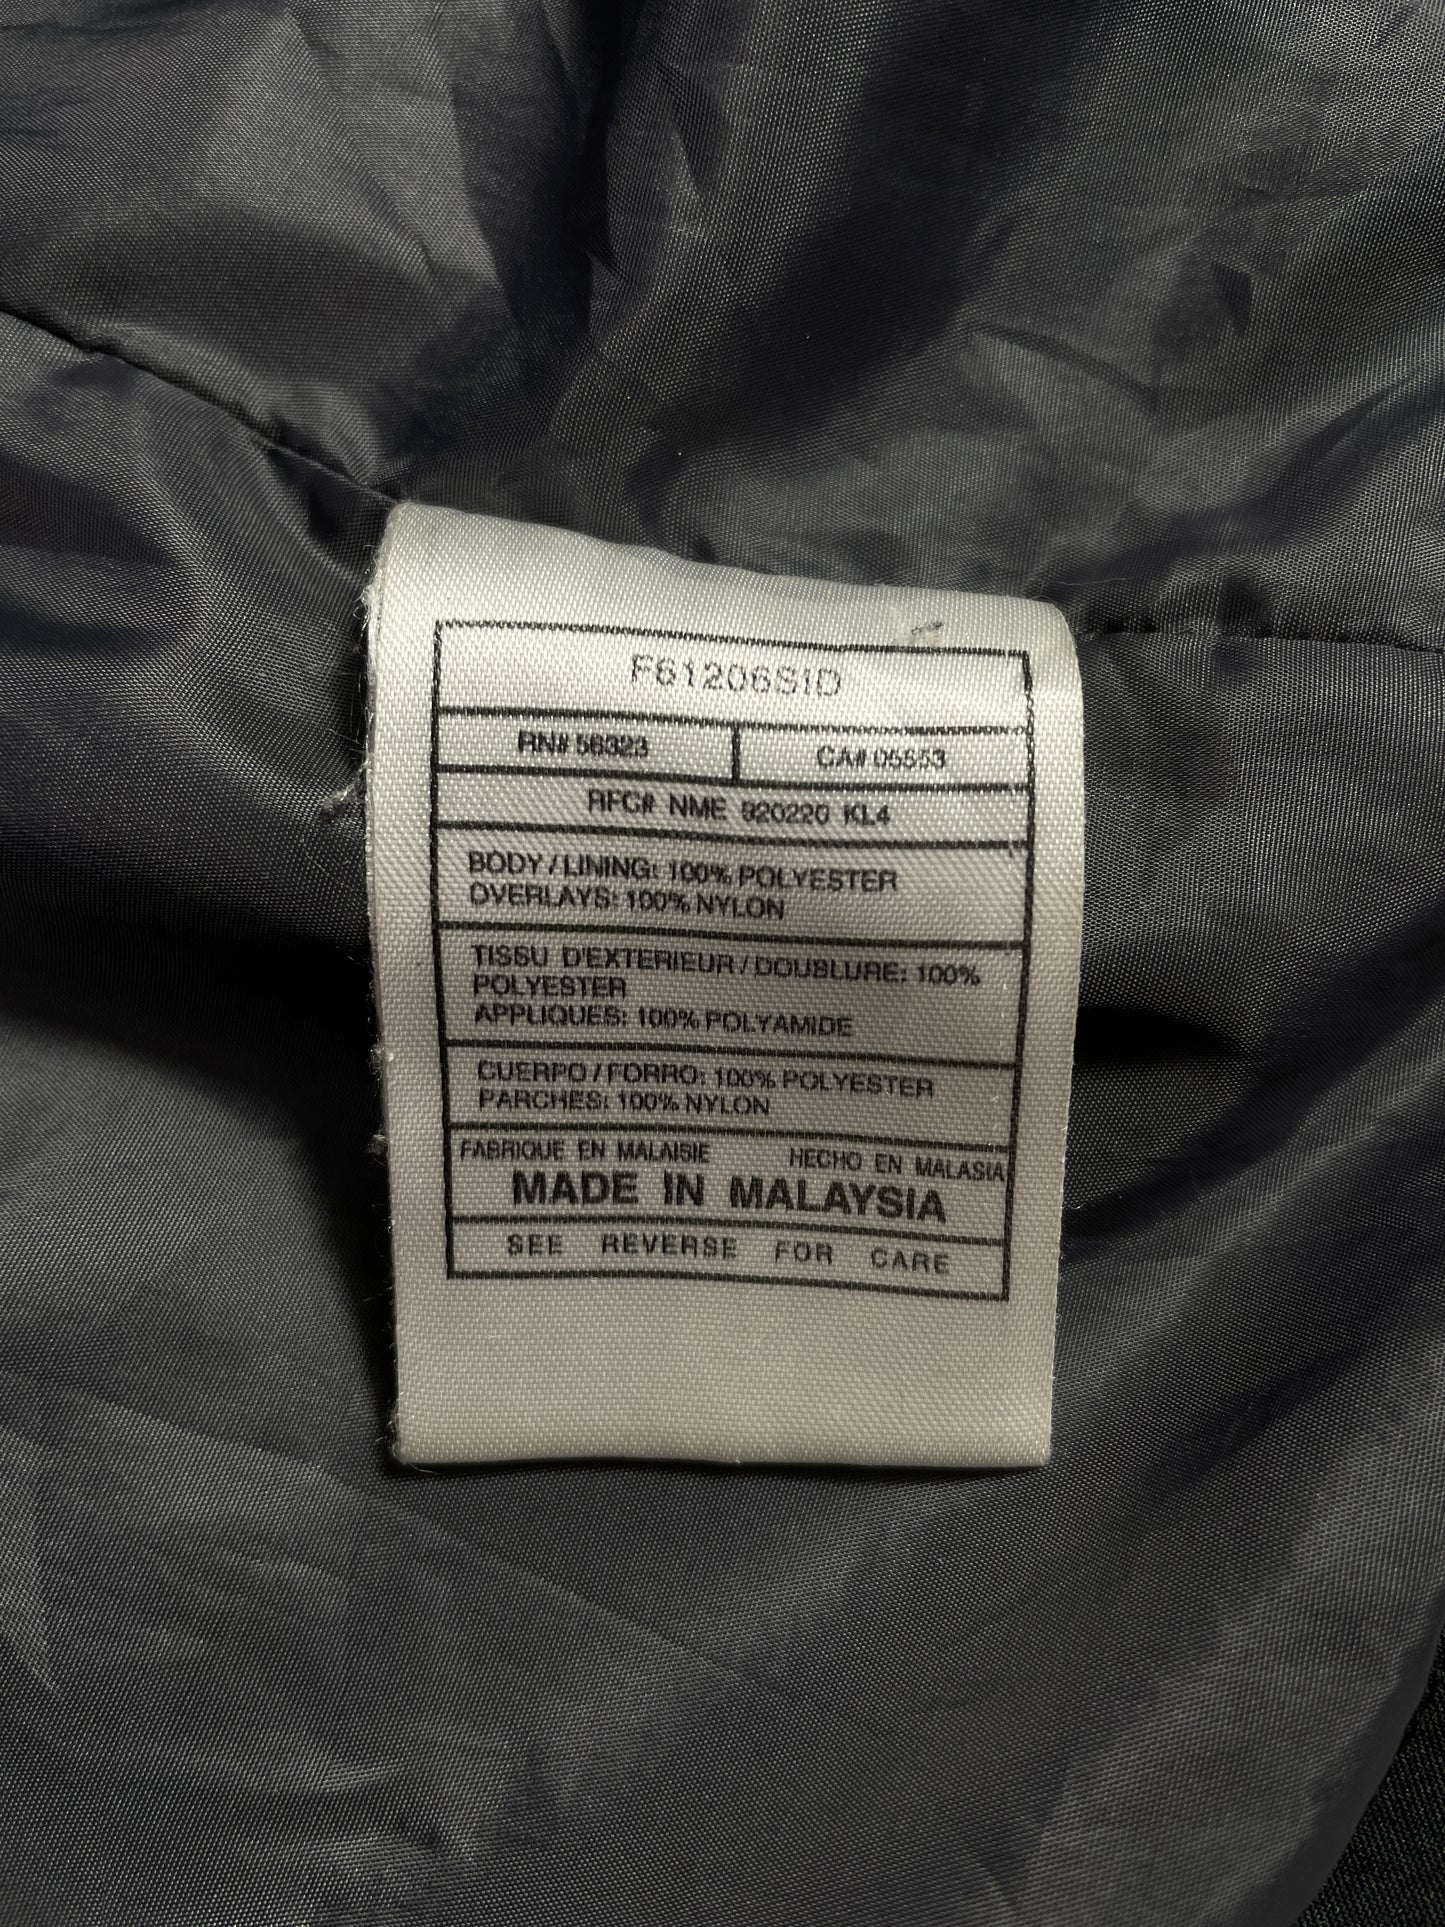 F61206SID
RN# 56323 CA# 05553
RFC# NME 920220 KL4
BODY / LINING: 100% POLYESTER
OVERLAYS: 100% NYLON
TISSU D'EXTERIEUR / DOUBLURE: 100%
POLYESTER
APPLIQUES: 100% POLYAMIDE
CUERPO / FORRO: 100% POLYESTER
PARCHES: 100% NYLON
FABRIQUE EN MALAISIE HECHO EN MALASIA
MADE IN MALAYSIA
SEE REVERSE FOR CARE